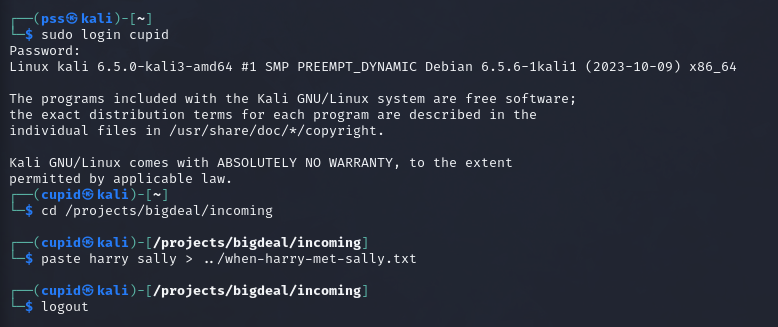 ┌──(pss㉿kali)-[~]
└─$ sudo login cupid
Password:
Linux kali 6.5.0-kali3-amd64 #1 SMP PREEMPT_DYNAMIC Debian 6.5.6-1kali1 (2023-10-09) x86_64

The programs included with the Kali GNU/Linux system are free software;
the exact distribution terms for each program are described in the
individual files in /usr/share/doc/*/copyright.

Kali GNU/Linux comes with ABSOLUTELY NO WARRANTY, to the extent
permitted by applicable law.
┌──(cupid㉿kali)-[~]
└─$ cd /projects/bigdeal/incoming

┌──(cupid㉿kali)-[/projects/bigdeal/incoming]
└─$ paste harry sally > ../when-harry-met-sally.txt

┌──(cupid㉿kali)-[/projects/bigdeal/incoming]
└─$ logout